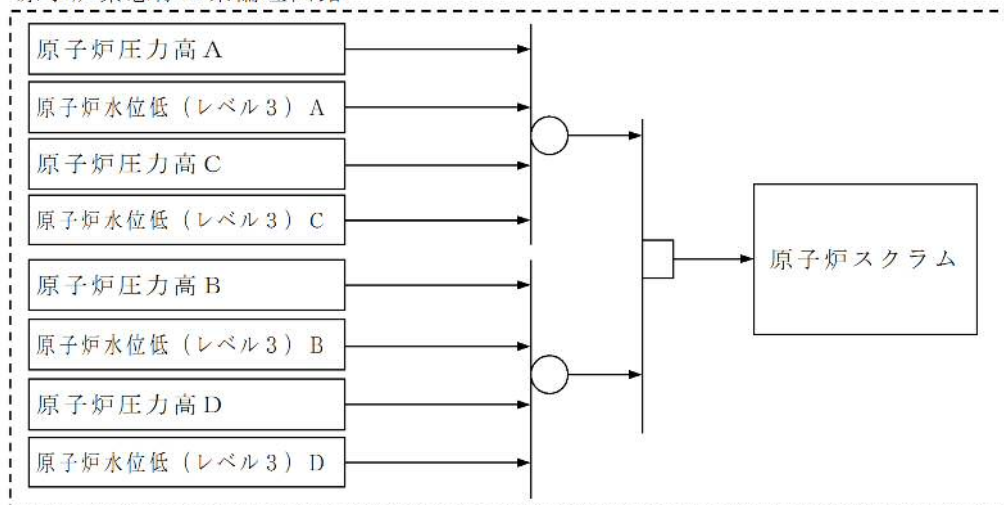 原子炉圧力高A
原子炉水位低（レベル3）A
原子炉圧力高C
原子炉水位低（レベル3）C
原子炉圧力高B
原子炉水位低（レベル3）B
原子炉圧力高D
原子炉水位低（レベル3）D
原子炉スクラム